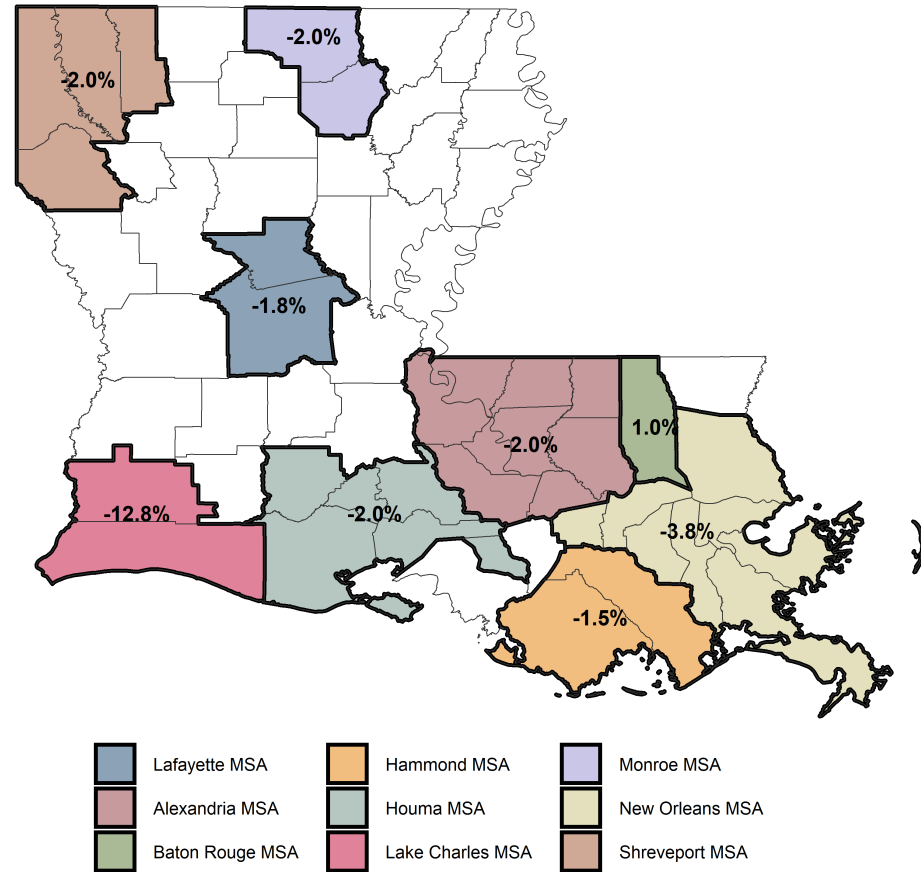 -2.0%
-2.0%
-1.8%
1.0%
-2.0%
-12.8%
-2.0%
-3.8%
-1.5%
Lafayette MSA
Hammond MSA
Monroe MSA
Alexandria MSA
Houma MSA
New Orleans MSA
Baton Rouge MSA
Lake Charles MSA
Shreveport MSA